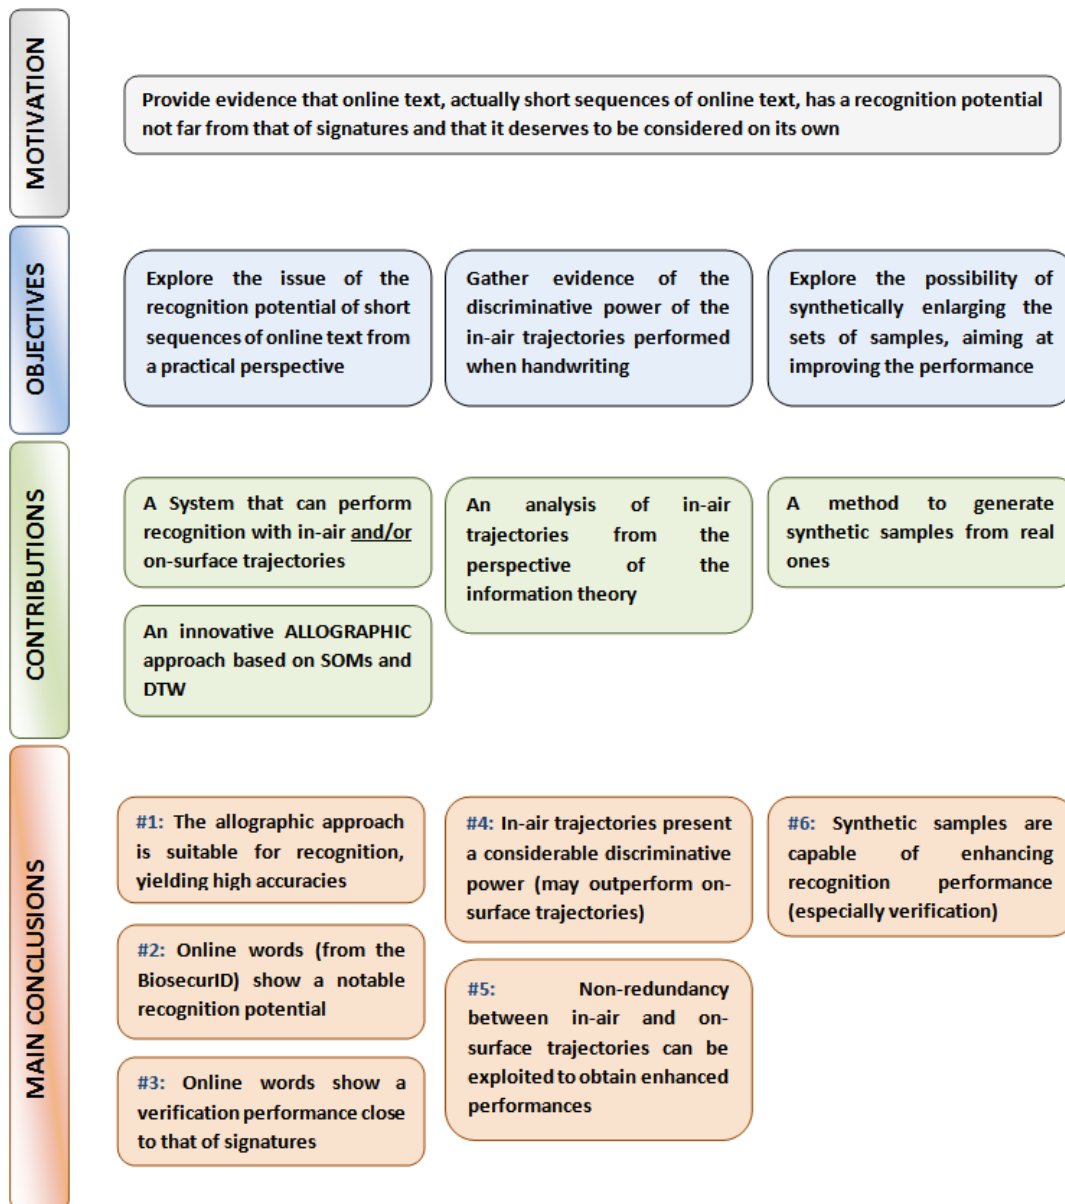 MOTIVATION
Provide evidence that online text, actually short sequences of online text, has a recognition potential
not far from that of signatures and that it deserves to be considered on its own
OBJECTIVES
Explore the issue of the
recognition potential of short
sequences of online text from
a practical perspective
Gather evidence of the
discriminative power of the
in-air trajectories performed
when handwriting
Explore the possibility of
synthetically enlarging the
sets of samples, aiming at
improving the performance
CONTRIBUTIONS
A System that can perform
recognition with in-air and/or
on-surface trajectories
An innovative ALLOGRAPHIC
approach based on SOMs and
DTW
An analysis of in-air
trajectories from the
perspective of the
information theory
A method to generate
synthetic samples from real
ones
MAIN CONCLUSIONS
#1: The allographic approach
is suitable for recognition,
yielding high accuracies
#2: Online words (from the
BiosecurID) show a notable
recognition potential
#3: Online words show a
verification performance close
to that of signatures
#4: In-air trajectories present
a considerable discriminative
power (may outperform on-
surface trajectories)
#5: Non-redundancy
between in-air and on-
surface trajectories can be
exploited to obtain enhanced
performances
#6: Synthetic samples are
capable of enhancing
recognition performance
(especially verification)